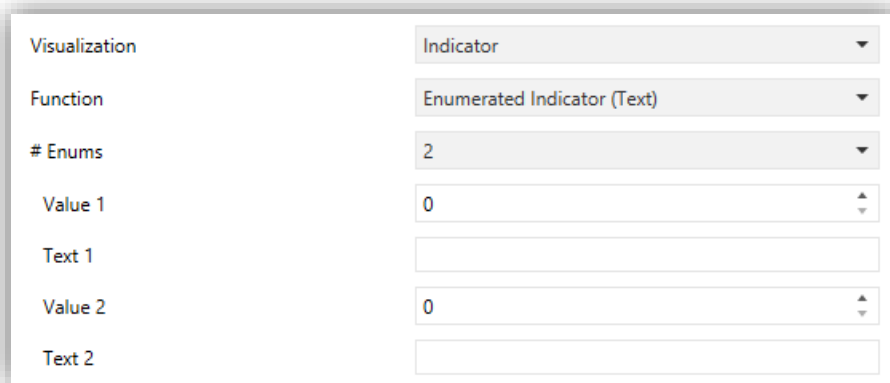 Visualization Indicator
Function Enumerated Indicator (Text)
# Enums 2
Value 1 0
Text 1
Value 2 0
Text 2